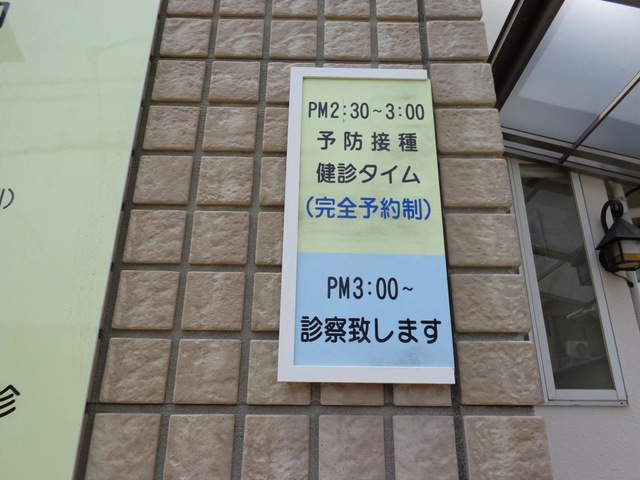 PM2:30~3:00
予防接種
健診タイム
(完全予約制)
PM3:00~
診察致します
診